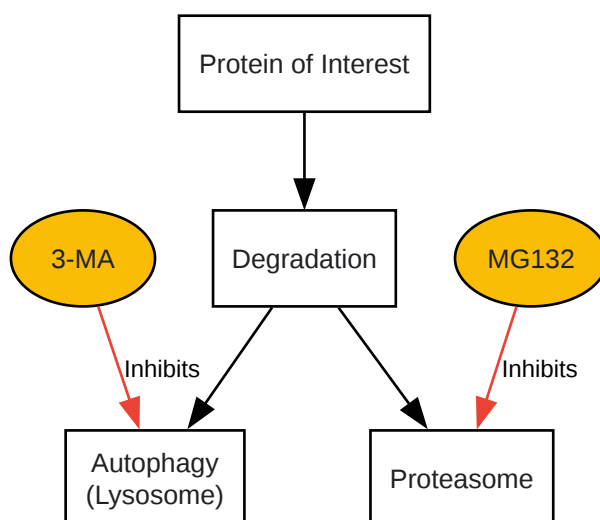 Protein of Interest
3-MA
Degradation
MG132
Inhibits
Inhibits
Autophagy
(Lysosome)
Proteasome